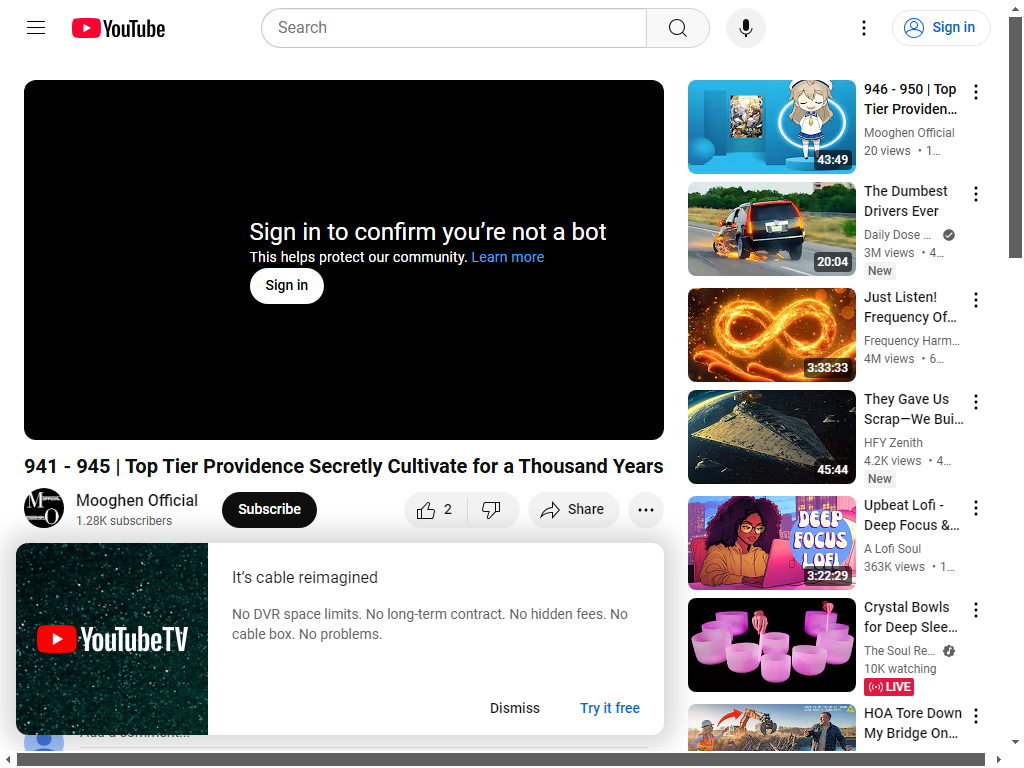 YouTube
Search
Sign in
Sign in to confirm you're not a bot
This helps protect our community. Learn more
Sign in
941 - 945 | Top Tier Providence Secretly Cultivate for a Thousand Years
Mooghen Official
1.28K subscribers
Subscribe
2
Share
It's cable reimagined
No DVR space limits. No long-term contract. No hidden fees. No
cable box. No problems.
YouTubeTV
Dismiss
Try it free
43:49
946 - 950 | Top
Tier Providen...
Mooghen Official
20 views • 1...
20:04
The Dumbest
Drivers Ever
Daily Dose ...
3M views • 4...
New
3:33:33
Just Listen!
Frequency Of...
Frequency Harm...
4M views • 6...
45:44
They Gave Us
Scrap—We Bui...
HFY Zenith
4.2K views • 4...
New
DEEP
FOCUS
LOFI
3:22:29
Upbeat Lofi -
Deep Focus &...
A Lofi Soul
363K views • 1...
Crystal Bowls
for Deep Slee...
The Soul Re...
10K watching
LIVE
HOA Tore Down
My Bridge On...